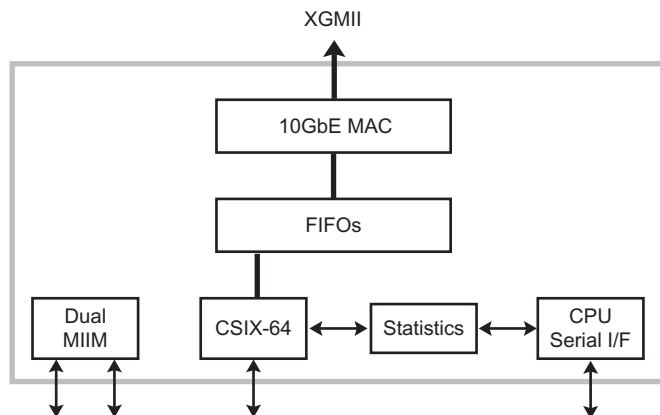 XGMII
10GbE MAC
FIFOs
Dual
MIIM
CSIX-64
Statistics
CPU
Serial I/F